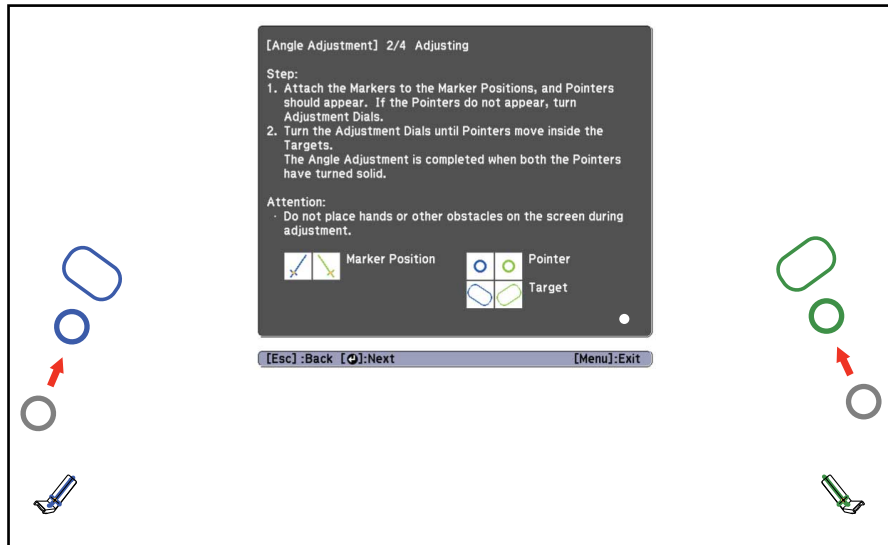 [Angle Adjustment] 2/4 Adjusting
Step:
1. Attach the Markers to the Marker Positions, and Pointers
should appear. If the Pointers do not appear, turn
Adjustment Dials.
2. Turn the Adjustment Dials until Pointers move inside the
Targets.
The Angle Adjustment is completed when both the Pointers
have turned solid.
Attention:
· Do not place hands or other obstacles on the screen during
adjustment.
Marker Position
Pointer
Target
[Esc] :Back [⏎]:Next [Menu]:Exit